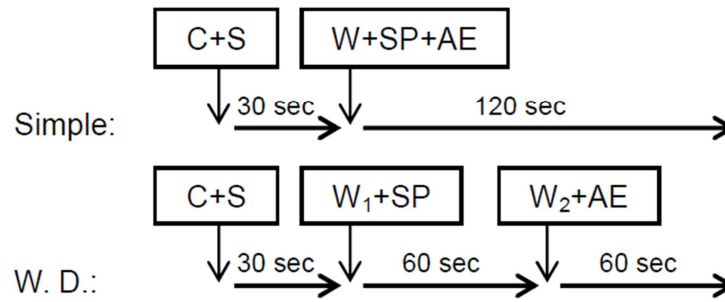 C+S W+SP+AE
30 sec 120 sec
Simple:
C+S W₁+SP W₂+AE
30 sec 60 sec 60 sec
W. D.: